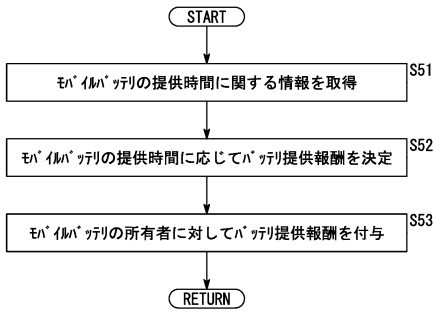 START
S51
ﾓﾊﾞｲﾙﾊﾞｯﾃﾘの提供時間に関する情報を取得
S52
ﾓﾊﾞｲﾙﾊﾞｯﾃﾘの提供時間に応じてﾊﾞｯﾃﾘ提供報酬を決定
S53
ﾓﾊﾞｲﾙﾊﾞｯﾃﾘの所有者に対してﾊﾞｯﾃﾘ提供報酬を付与
RETURN